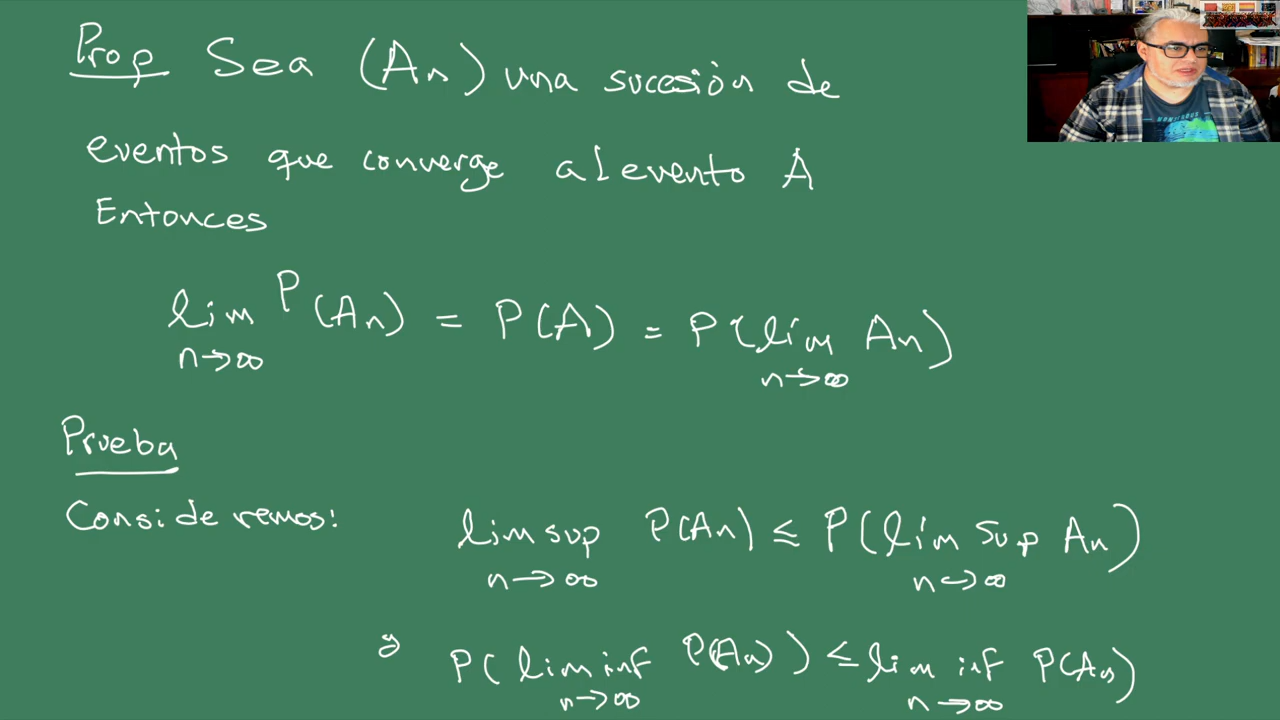 Prop Sea (An) una sucesión de
eventos que converge al evento A
Entonces
lim P(An) = P(A) = P(lim An)
n→∞ n→∞
Prueba
Consideremos: lim sup P(An) ≤ P(lim sup An)
n→∞ n→∞
y P(lim inf P(An)) ≤ lim inf P(An)
n→∞ n→∞